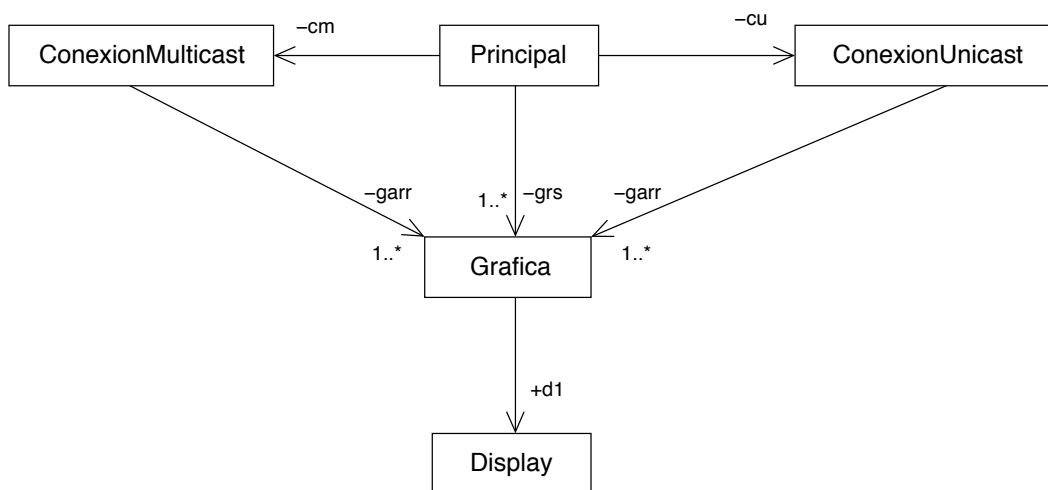 –cm
–cu
ConexionMulticast
Principal
ConexionUnicast
–garr
1..*
–grs
–garr
1..*
1..*
Grafica
+d1
Display